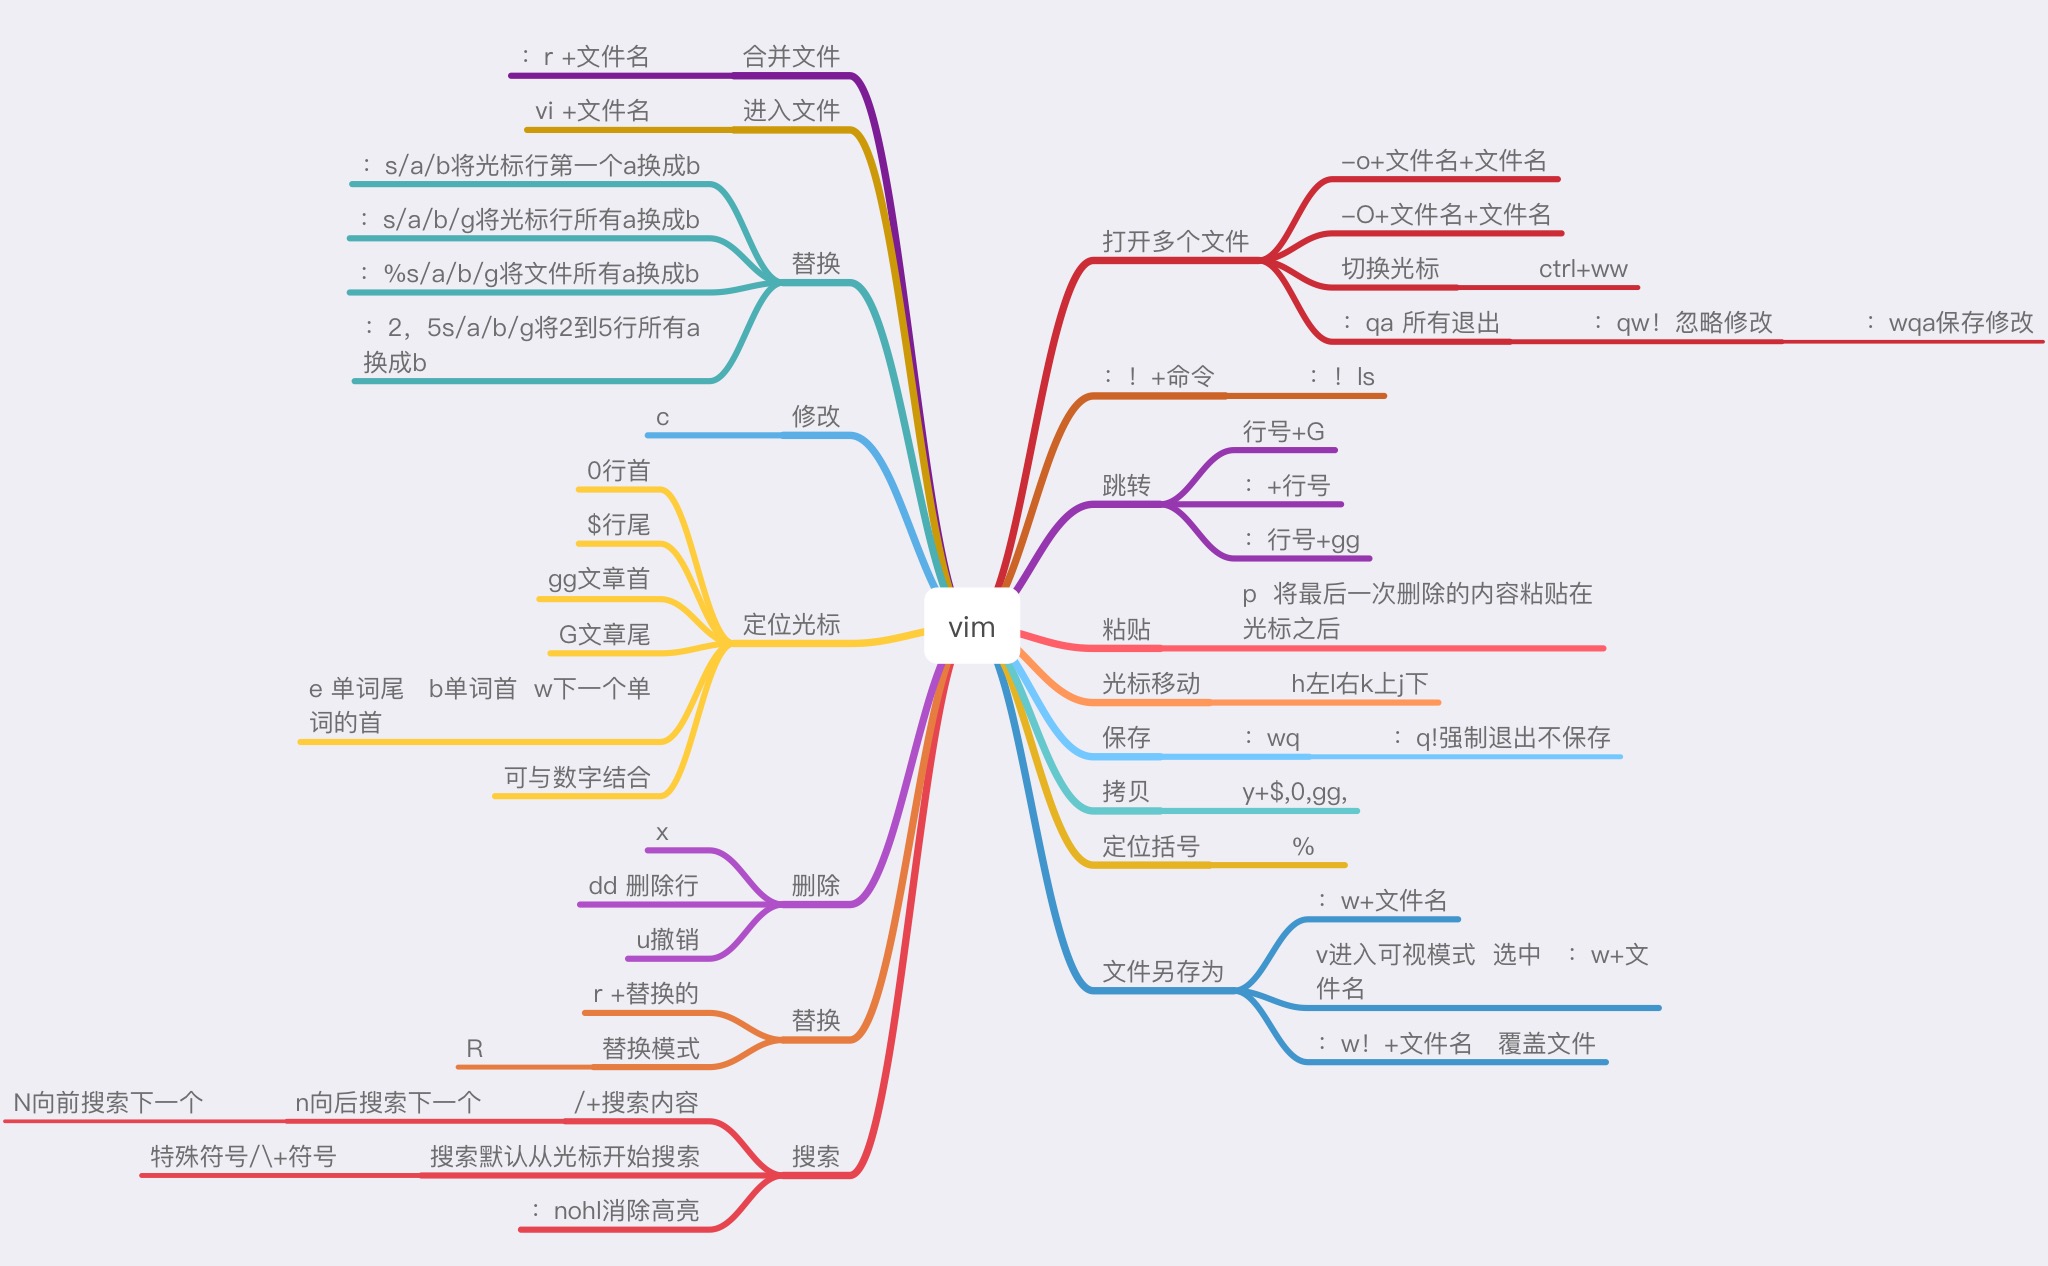 vim
：r +文件名
合并文件
vi +文件名
进入文件
：s/a/b将光标行第一个a换成b
：s/a/b/g将光标行所有a换成b
：%s/a/b/g将文件所有a换成b
：2，5s/a/b/g将2到5行所有a
换成b
替换
c
修改
0行首
$行尾
gg文章首
G文章尾
e 单词尾 b单词首 w下一个单
词的首
可与数字结合
定位光标
x
dd 删除行
u撤销
删除
r +替换的
R
替换模式
替换
N向前搜索下一个
n向后搜索下一个
/+搜索内容
特殊符号/\+符号
搜索默认从光标开始搜索
：nohl消除高亮
搜索
打开多个文件
-o+文件名+文件名
-O+文件名+文件名
切换光标
ctrl+ww
：qa 所有退出
：qw！忽略修改
：wqa保存修改
：！+命令
：！ls
跳转
行号+G
：+行号
：行号+gg
粘贴
p 将最后一次删除的内容粘贴在
光标之后
光标移动
h左l右k上j下
保存
：wq
：q!强制退出不保存
拷贝
y+$,0,gg,
定位括号
%
文件另存为
：w+文件名
v进入可视模式 选中 ：w+文
件名
：w！+文件名 覆盖文件